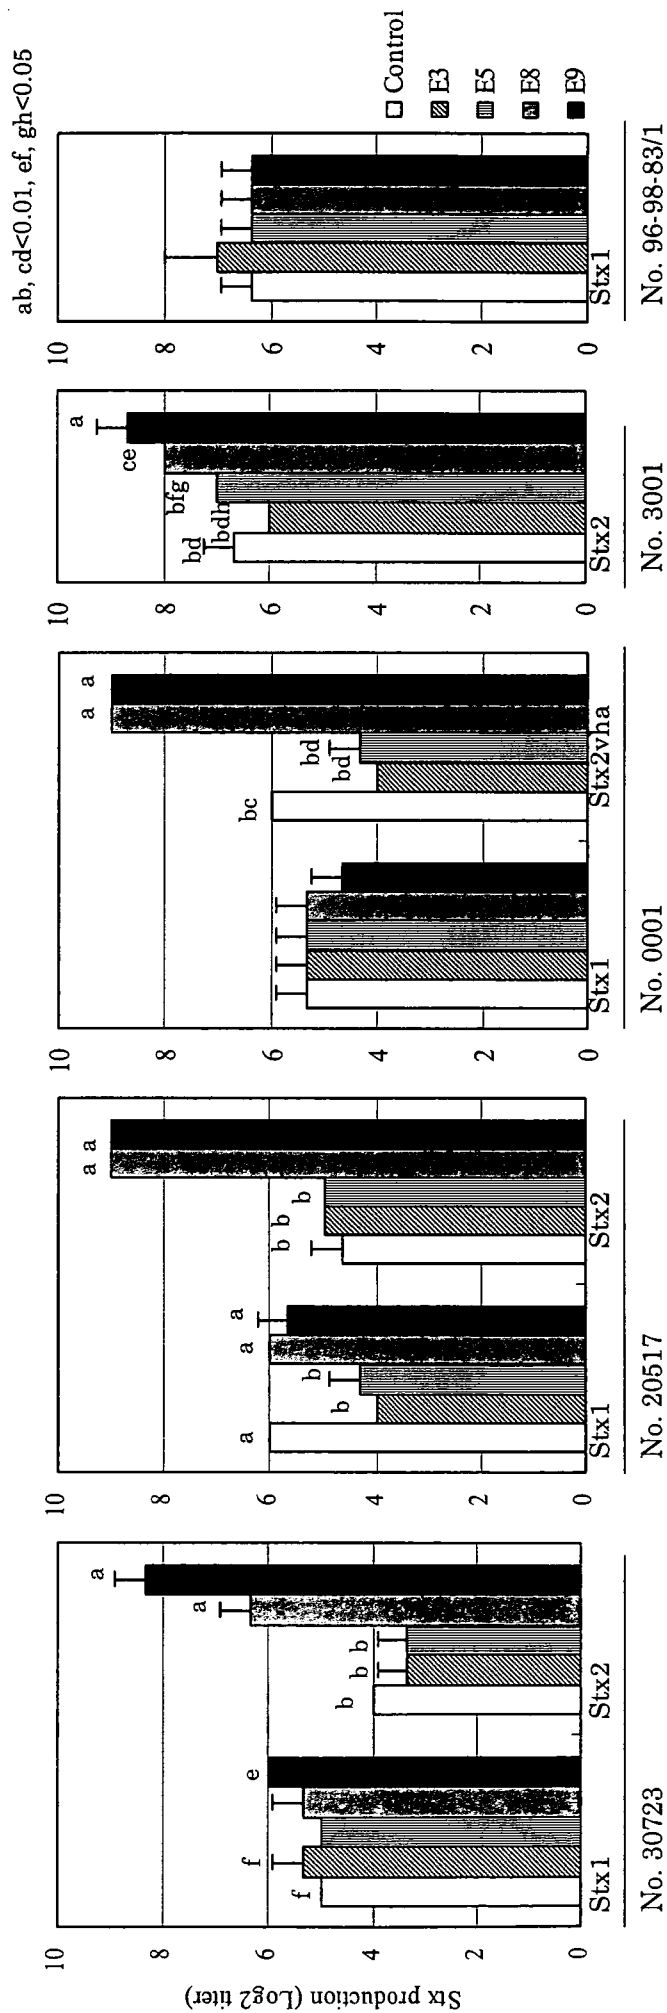 ab, cd<0.01, ef, gh<0.05
Stx production (Log2 titer)
10
8
6
4
2
0
f
f
e
b
b
b
a
a
Stx1
Stx2
No. 30723
10
8
6
4
2
0
a
b
b
a
a
b
b
b
b
a
a
Stx1
Stx2
No. 20517
10
8
6
4
2
0
bc
bd
bd
a
a
Stx1
Stx2vha
No. 0001
10
8
6
4
2
0
bd
bdh
bfg
ce
a
Stx2
No. 3001
10
8
6
4
2
0
Stx1
No. 96-98-83/1
Control
E3
E5
E8
E9